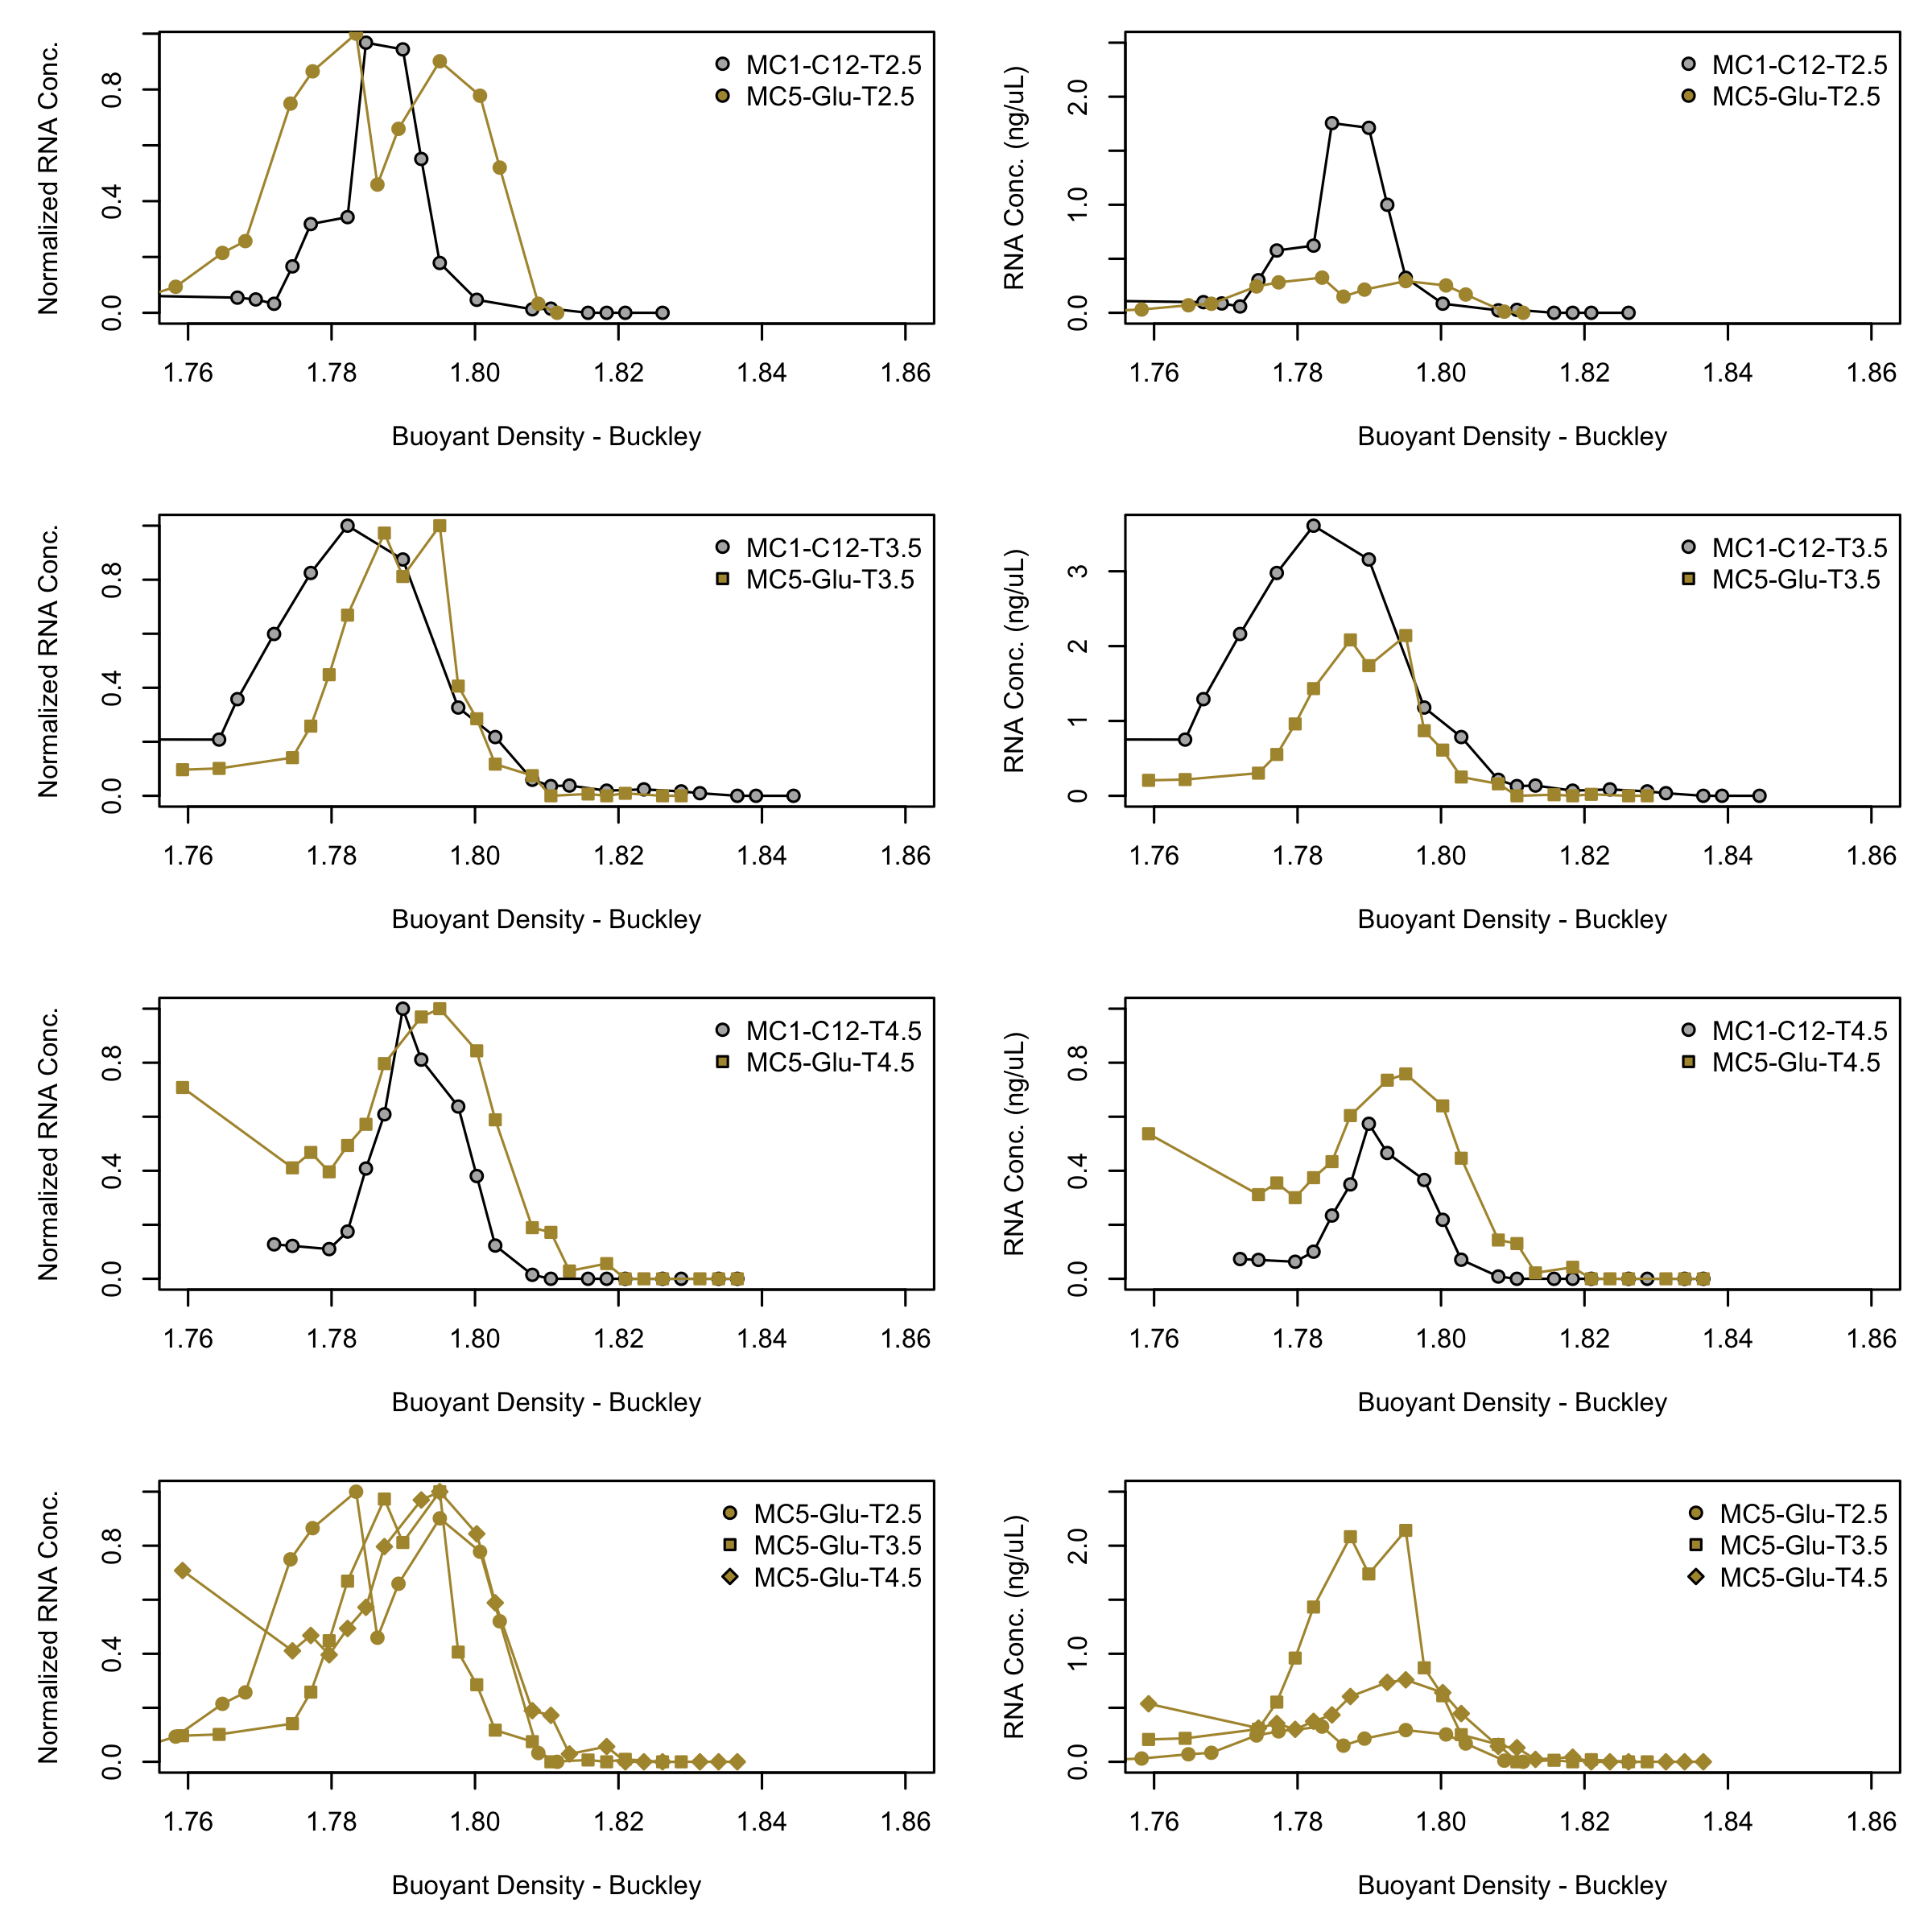 Normalized RNA Conc.
0.0 0.4 0.8
MC1-C12-T2.5
MC5-Glu-T2.5
1.76 1.78 1.80 1.82 1.84 1.86
Buoyant Density - Buckley
RNA Conc. (ng/uL)
0.0 1.0 2.0
MC1-C12-T2.5
MC5-Glu-T2.5
1.76 1.78 1.80 1.82 1.84 1.86
Buoyant Density - Buckley
Normalized RNA Conc.
0.0 0.4 0.8
MC1-C12-T3.5
MC5-Glu-T3.5
1.76 1.78 1.80 1.82 1.84 1.86
Buoyant Density - Buckley
RNA Conc. (ng/uL)
0 1 2 3
MC1-C12-T3.5
MC5-Glu-T3.5
1.76 1.78 1.80 1.82 1.84 1.86
Buoyant Density - Buckley
Normalized RNA Conc.
0.0 0.4 0.8
MC1-C12-T4.5
MC5-Glu-T4.5
1.76 1.78 1.80 1.82 1.84 1.86
Buoyant Density - Buckley
RNA Conc. (ng/uL)
0.0 0.4 0.8
MC1-C12-T4.5
MC5-Glu-T4.5
1.76 1.78 1.80 1.82 1.84 1.86
Buoyant Density - Buckley
Normalized RNA Conc.
0.0 0.4 0.8
MC5-Glu-T2.5
MC5-Glu-T3.5
MC5-Glu-T4.5
1.76 1.78 1.80 1.82 1.84 1.86
Buoyant Density - Buckley
RNA Conc. (ng/uL)
0.0 1.0 2.0
MC5-Glu-T2.5
MC5-Glu-T3.5
MC5-Glu-T4.5
1.76 1.78 1.80 1.82 1.84 1.86
Buoyant Density - Buckley